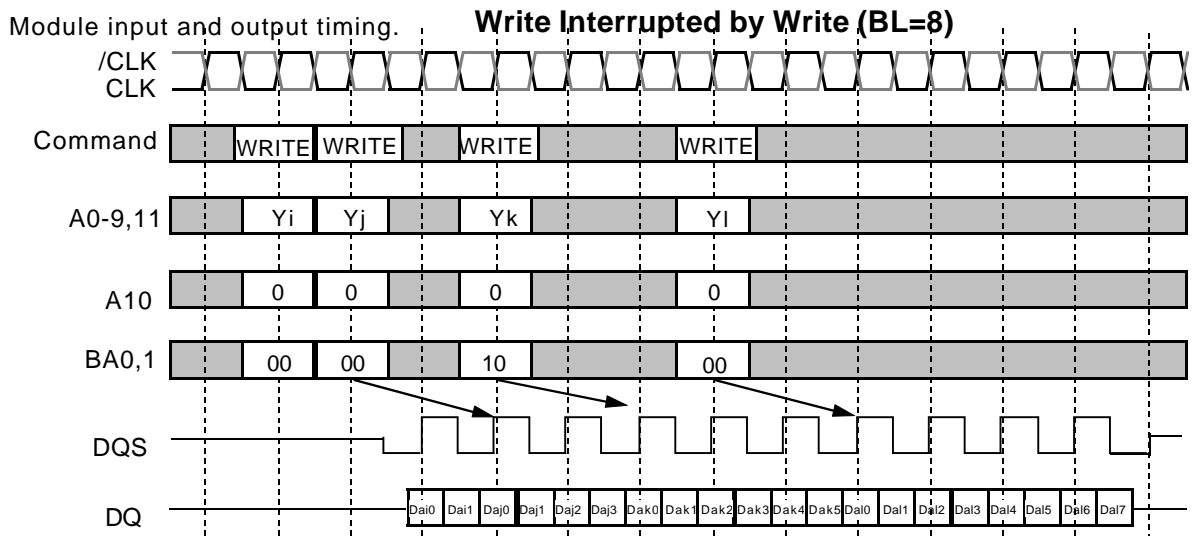 Module input and output timing.
Write Interrupted by Write (BL=8)
/CLK
CLK
Command
WRITE WRITE WRITE WRITE
A0-9,11
Yi Yj Yk Yl
A10
0 0 0 0
BA0,1
00 00 10 00
DQS
DQ
Dai0 Dai1 Daj0 Daj1 Daj2 Daj3 Dak0 Dak1 Dak2 Dak3 Dak4 Dak5 Dal0 Dal1 Dal2 Dal3 Dal4 Dal5 Dal6 Dal7